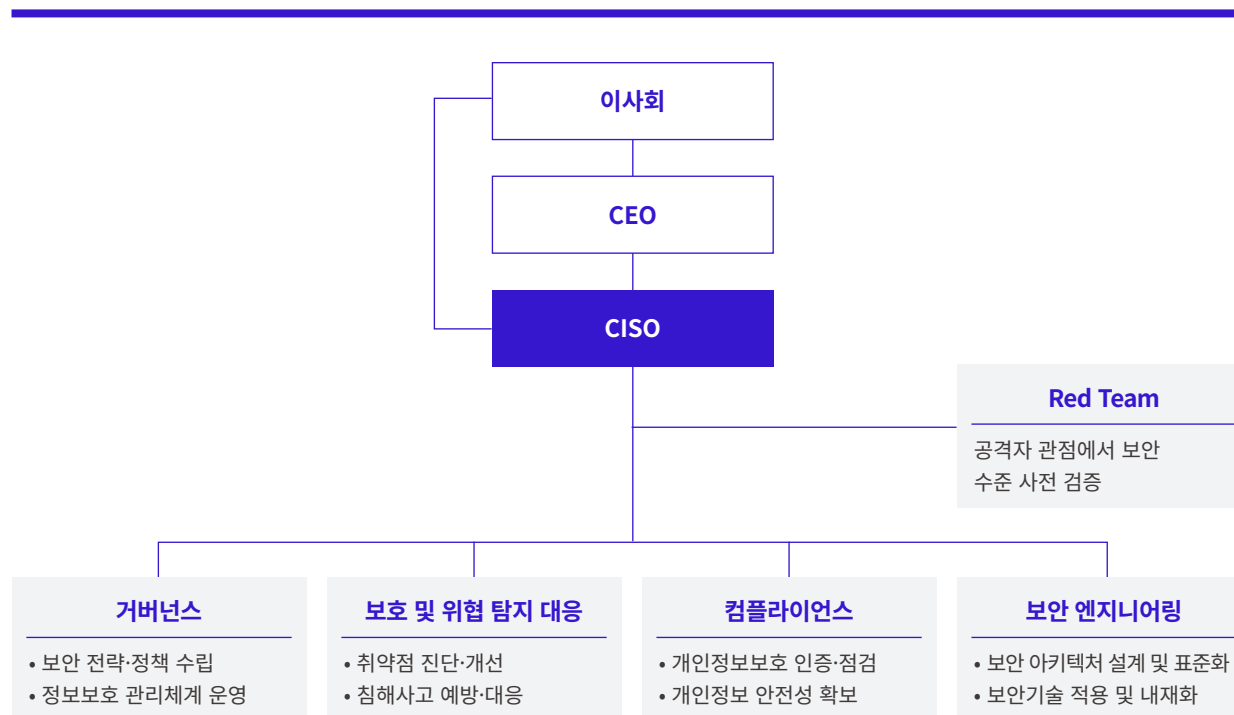 이사회
CEO
CISO
Red Team
공격자 관점에서 보안
수준 사전 검증
거버넌스
• 보안 전략·정책 수립
• 정보보호 관리체계 운영
보호 및 위협 탐지 대응
• 취약점 진단·개선
• 침해사고 예방·대응
컴플라이언스
• 개인정보보호 인증·점검
• 개인정보 안전성 확보
보안 엔지니어링
• 보안 아키텍처 설계 및 표준화
• 보안기술 적용 및 내재화